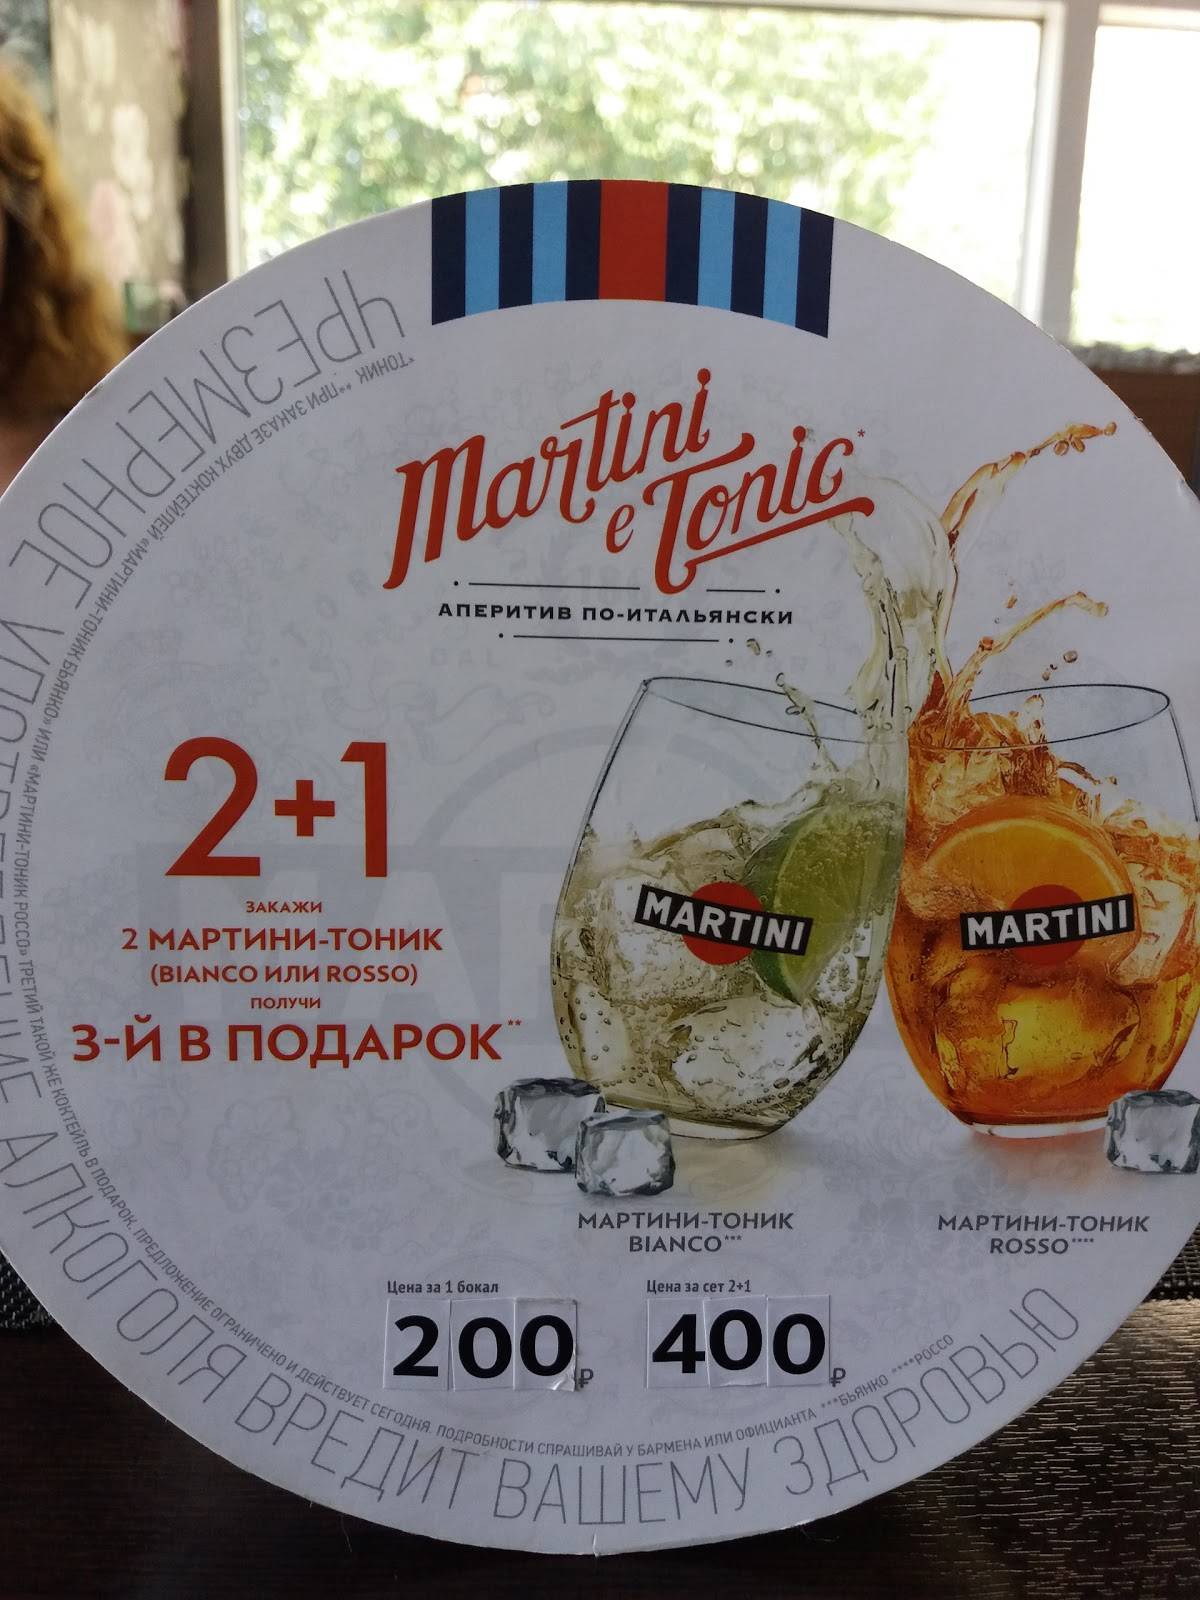 Martini
e Tonic*
АПЕРИТИВ ПО-ИТАЛЬЯНСКИ
2+1
ЗАКАЖИ
2 МАРТИНИ-ТОНИК
(BIANCO ИЛИ ROSSO)
ПОЛУЧИ
3-Й В ПОДАРОК**
MARTINI
MARTINI
МАРТИНИ-ТОНИК
BIANCO***
МАРТИНИ-ТОНИК
ROSSO****
Цена за 1 бокал
200₽
Цена за сет 2+1
400₽
*ТОНИК **ПРИ ЗАКАЗЕ ДВУХ КОКТЕЙЛЕЙ «МАРТИНИ-ТОНИК БЬЯНКО» ИЛИ «МАРТИНИ-ТОНИК РОССО» ТРЕТИЙ ТАКОЙ ЖЕ КОКТЕЙЛЬ В ПОДАРОК. ПРЕДЛОЖЕНИЕ ОГРАНИЧЕНО И ДЕЙСТВУЕТ СЕГОДНЯ. ПОДРОБНОСТИ СПРАШИВАЙ У БАРМЕНА ИЛИ ОФИЦИАНТА ***БЬЯНКО ****РОССО
ЧРЕЗМЕРНОЕ УПОТРЕБЛЕНИЕ АЛКОГОЛЯ ВРЕДИТ ВАШЕМУ ЗДОРОВЬЮ